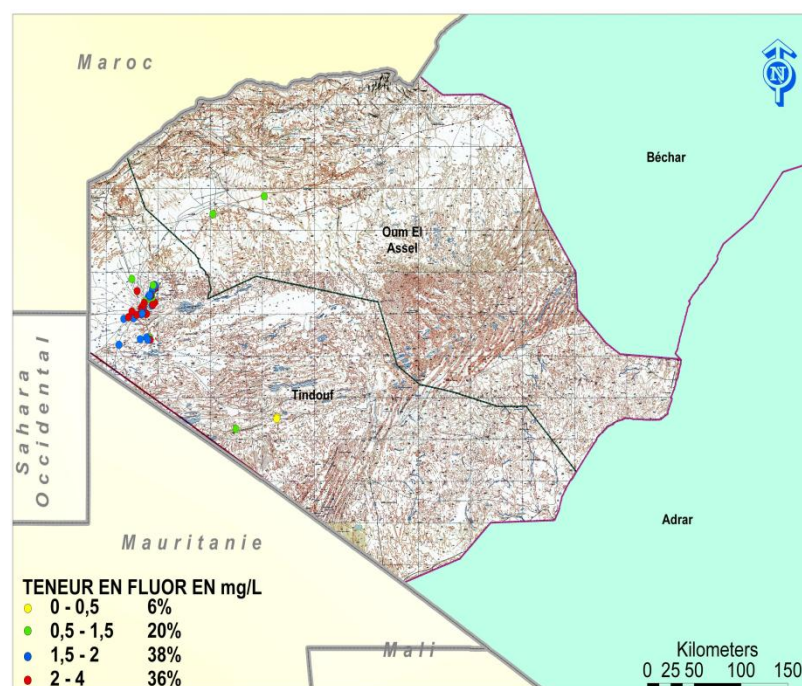 Maroc
N
Béchar
Oum El
Assel
Sahara
Occidental
Tindouf
Adrar
Mauritanie
TENEUR EN FLUOR EN mg/L
0 - 0,5 6%
0,5 - 1,5 20%
1,5 - 2 38%
2 - 4 36%
Mali
Kilometers
0 25 50 100 150